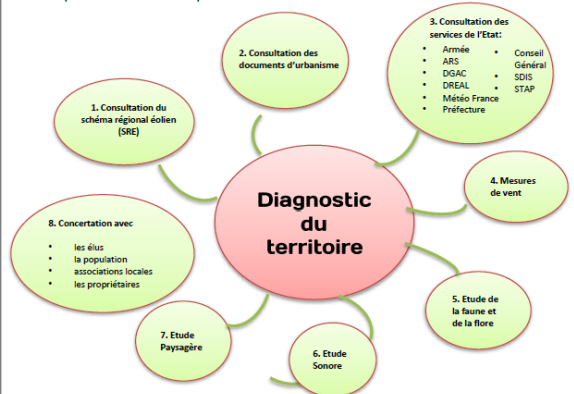 Diagnostic
du
territoire
1. Consultation du
schéma régional éolien
(SRE)
2. Consultation des
documents d'urbanisme
3. Consultation des
services de l'Etat:
• Armée
• ARS
• DGAC
• DREAL
• Météo France
• Préfecture
• Conseil
Général
• SDIS
• STAP
4. Mesures
de vent
5. Etude de
la faune et
de la flore
6. Etude
Sonore
7. Etude
Paysagère
8. Concertation avec
• les élus
• la population
• associations locales
• les propriétaires